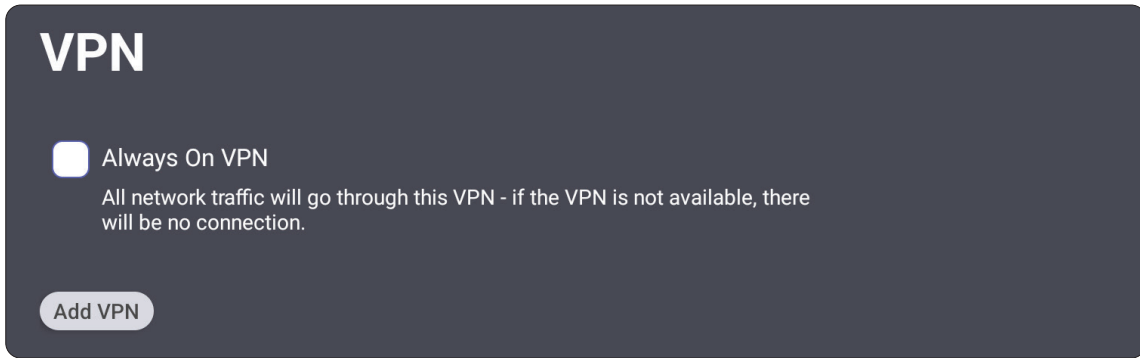 VPN
Always On VPN
All network traffic will go through this VPN - if the VPN is not available, there
will be no connection.
Add VPN